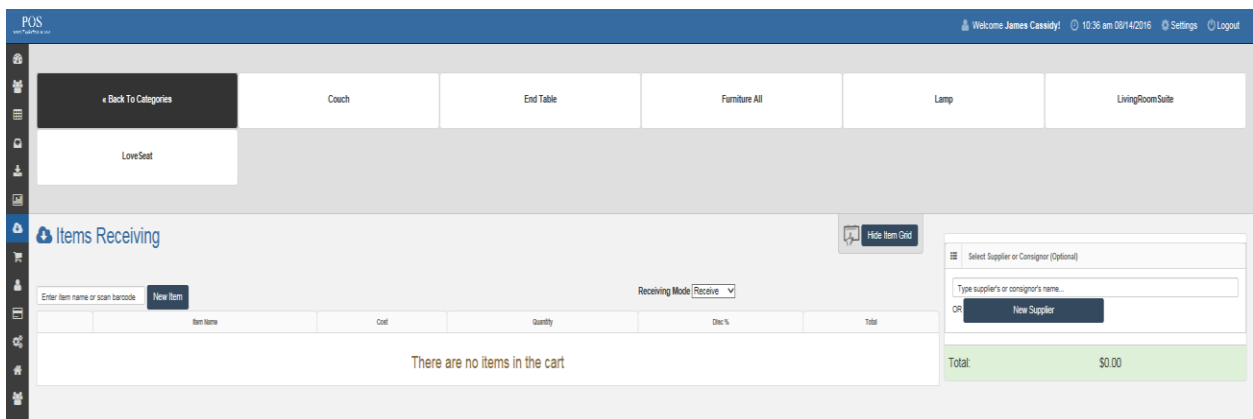 POS
Welcome James Cassidy! 10:36 am 08/14/2016 Settings Logout
« Back To Categories
Couch
End Table
Furniture All
Lamp
LivingRoomSuite
LoveSeat
Items Receiving
Hide Item Grid
Select Supplier or Consignor (Optional)
Type supplier's or consignor's name...
OR New Supplier
Enter item name or scan barcode New Item
Receiving Mode Receive
Item Name Cost Quantity Disc % Total
There are no items in the cart
Total: $0.00